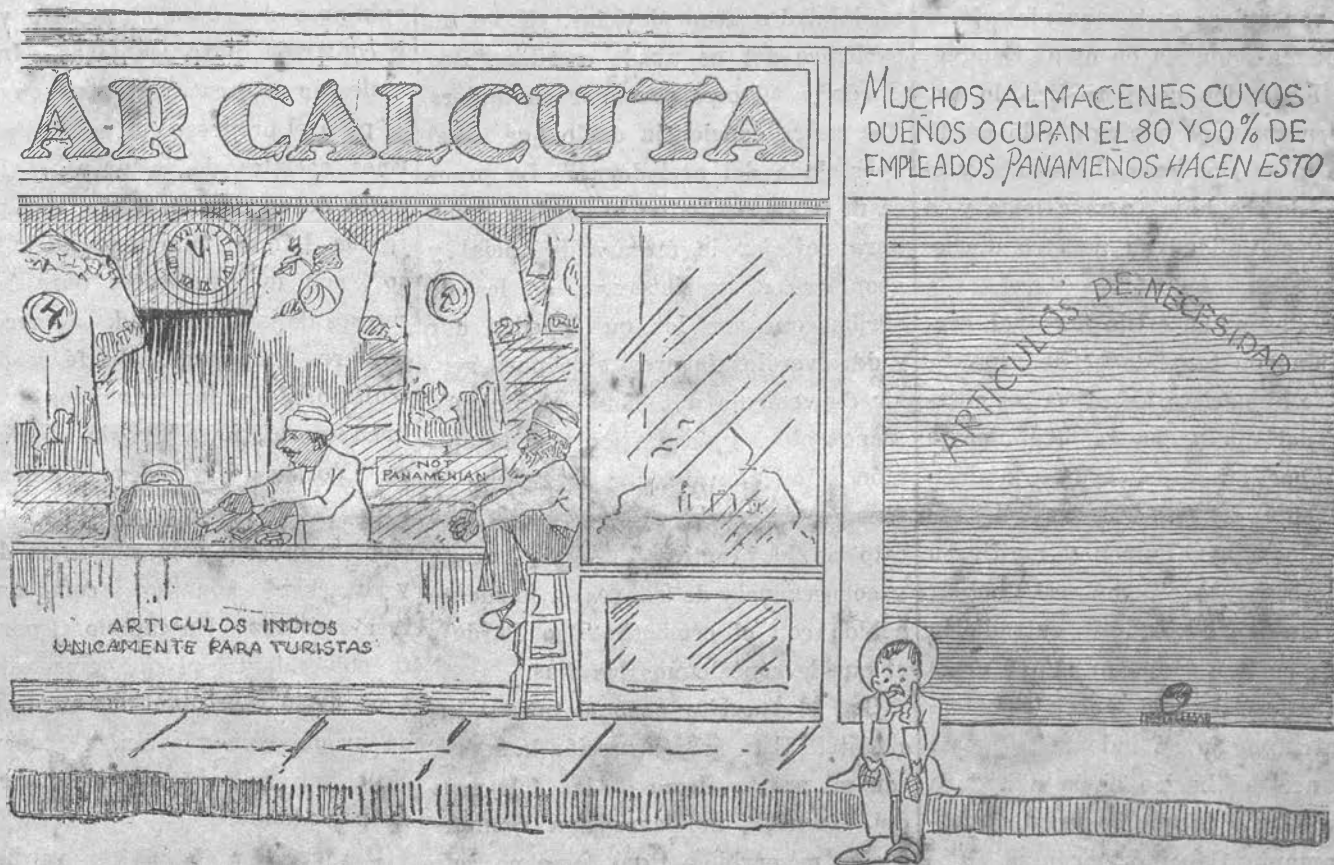 AR CALCUTA
MUCHOS ALMACENES CUYOS
DUEÑOS OCUPAN EL 80 Y 90% DE
EMPLEADOS PANAMEÑOS HACEN ESTO
ARTICULOS DE NECESIDAD
NOT
PANAMENIAN
ARTICULOS INDIOS
UNICAMENTE PARA TURISTAS